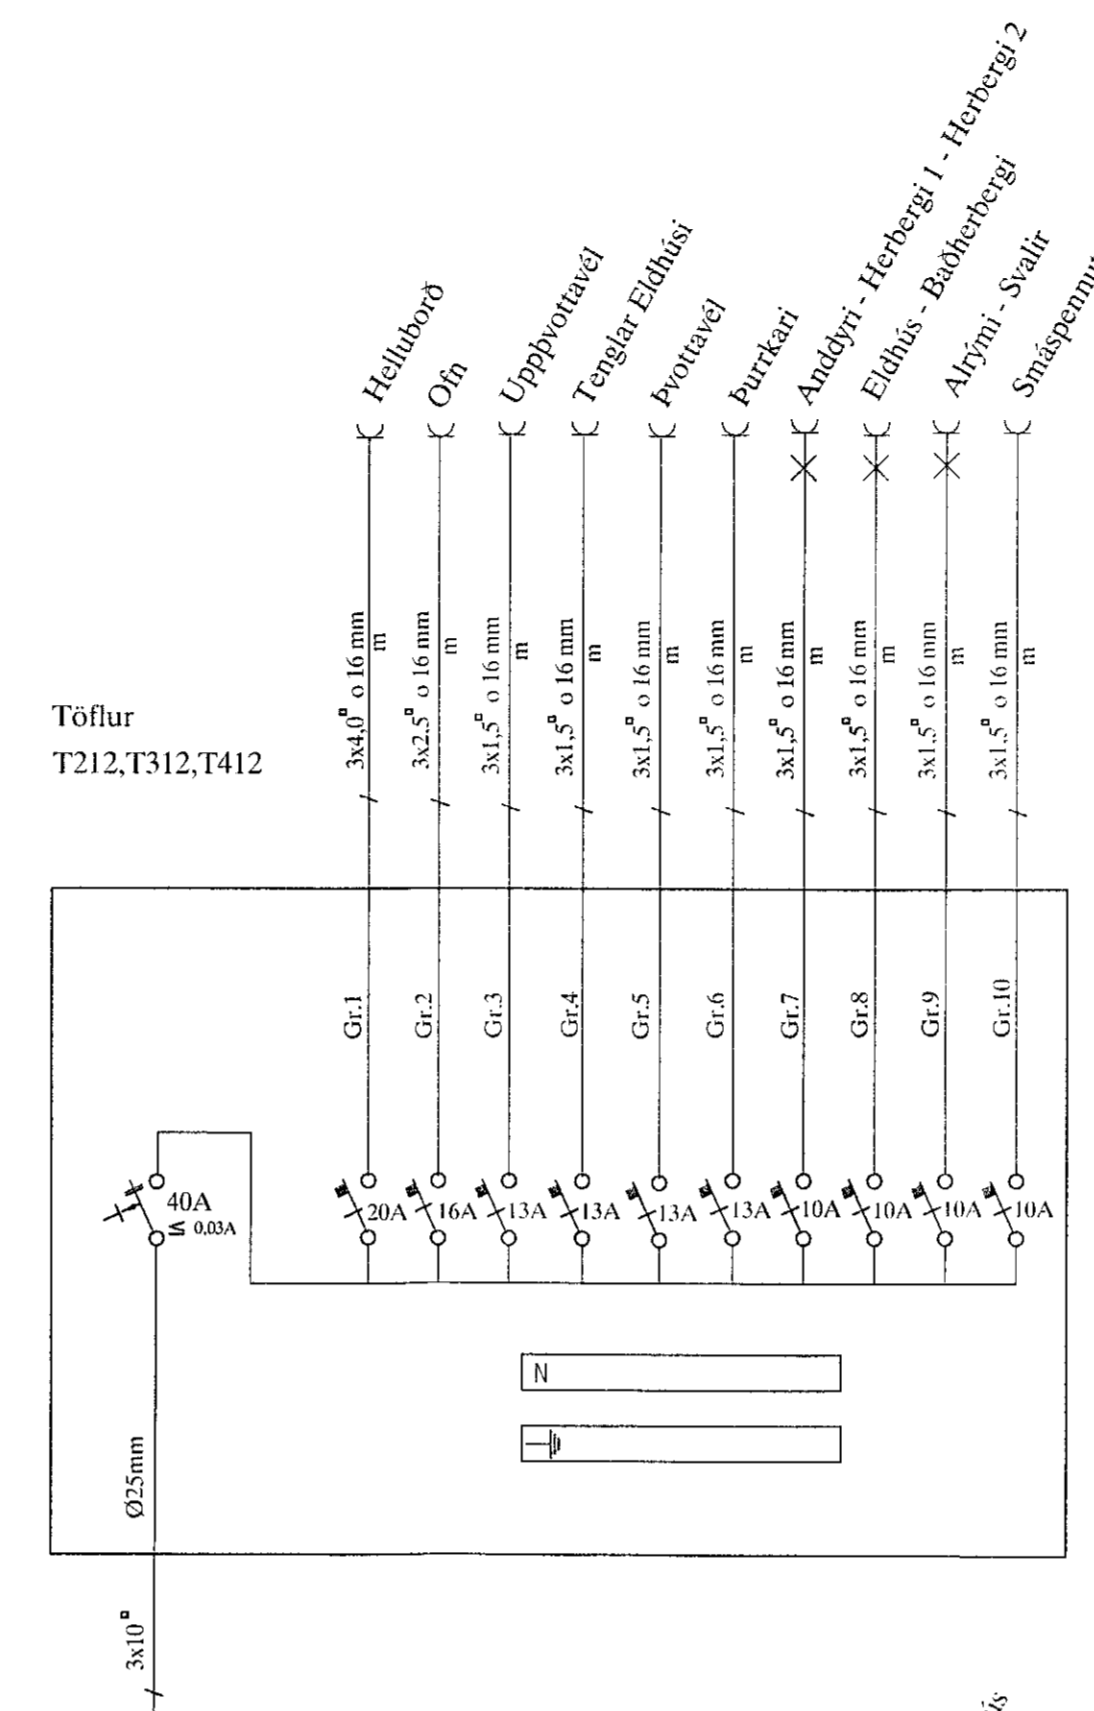 Helluborð
Ofn
Uppþvottavél
Tenglar Eldhúsi
Þvottavél
Þurrkari
Anddyri - Herbergi 1 - Herbergi 2
Eldhús - Baðherbergi
Alrými - Svalir
3x4,0▫ o 16 mm
m
3x2.5▫ o 16 mm
m
3x1,5▫ o 16 mm
m
3x1,5▫ o 16 mm
m
3x1,5▫ o 16 mm
m
3x1,5▫ o 16 mm
m
3x1,5▫ o 16 mm
m
3x1,5▫ o 16 mm
m
3x1.5▫ o 16 mm
m
3x1.5▫ o 16 mm
m
Töflur
T212,T312,T412
Gr.1
Gr.2
Gr.3
Gr.4
Gr.5
Gr.6
Gr.7
Gr.8
Gr.9
Gr.10
40A
≤ 0,03A
20A
16A
13A
13A
13A
13A
10A
10A
10A
10A
N
Ø25mm
3x10▫